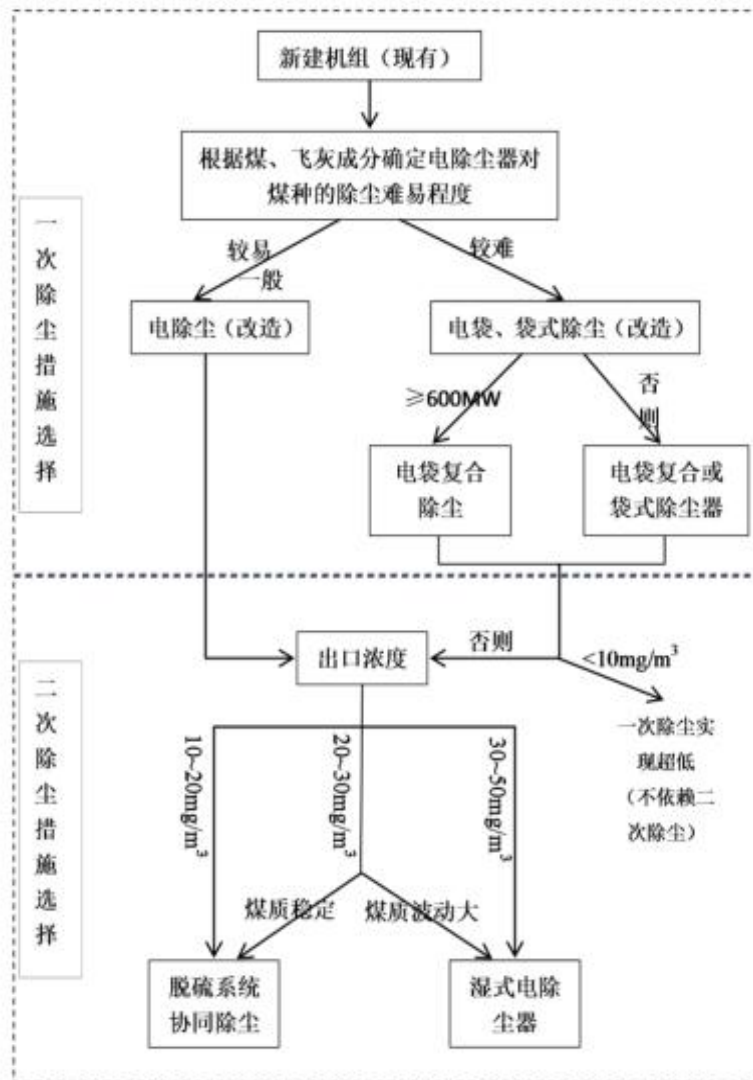 新建机组（现有）
根据煤、飞灰成分确定电除尘器对
煤种的除尘难易程度
一次除尘措施选择
较易
一般
较难
电除尘（改造）
电袋、袋式除尘（改造）
≥600MW
否则
电袋复合
除尘
电袋复合或
袋式除尘器
出口浓度
否则
<10mg/m³
一次除尘实
现超低
（不依赖二
次除尘）
二次除尘措施选择
10~20mg/m³
20~30mg/m³
30~50mg/m³
煤质稳定
煤质波动大
脱硫系统
协同除尘
湿式电除
尘器